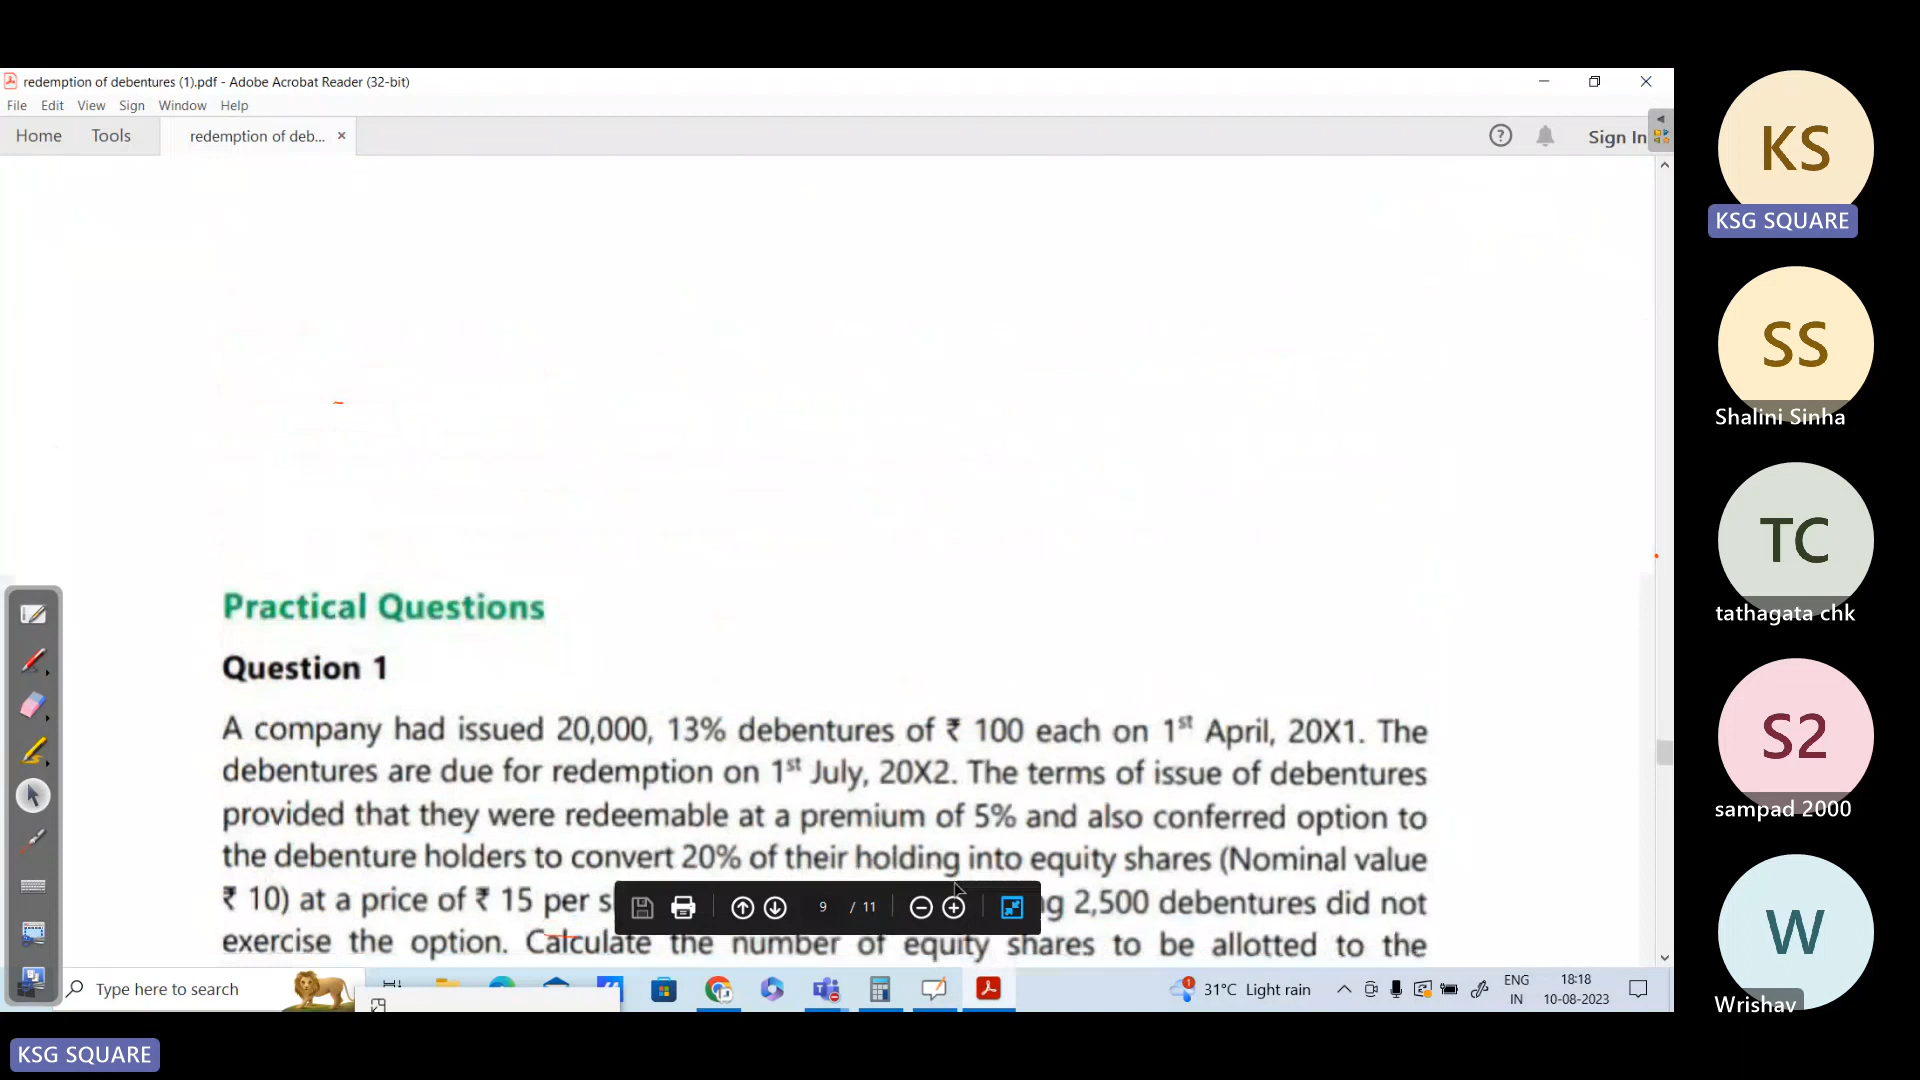 redemption of debentures (1).pdf - Adobe Acrobat Reader (32-bit)
File Edit View Sign Window Help
Home Tools redemption of deb... × Sign In
Practical Questions
Question 1
A company had issued 20,000, 13% debentures of ₹ 100 each on 1st April, 20X1. The
debentures are due for redemption on 1st July, 20X2. The terms of issue of debentures
provided that they were redeemable at a premium of 5% and also conferred option to
the debenture holders to convert 20% of their holding into equity shares (Nominal value
₹ 10) at a price of ₹ 15 per 2,500 debentures did not
9 / 11
exercise the option. Calculate the number of equity shares to be allotted to the
Type here to search
31°C Light rain
ENG
IN
18:18
10-08-2023
KS
KSG SQUARE
SS
Shalini Sinha
TC
tathagata chk
S2
sampad 2000
W
Wrishav
KSG SQUARE